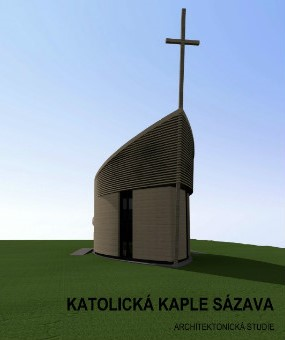 KATOLICKÁ KAPLE SÁZAVA
ARCHITEKTONICKÁ STUDIE